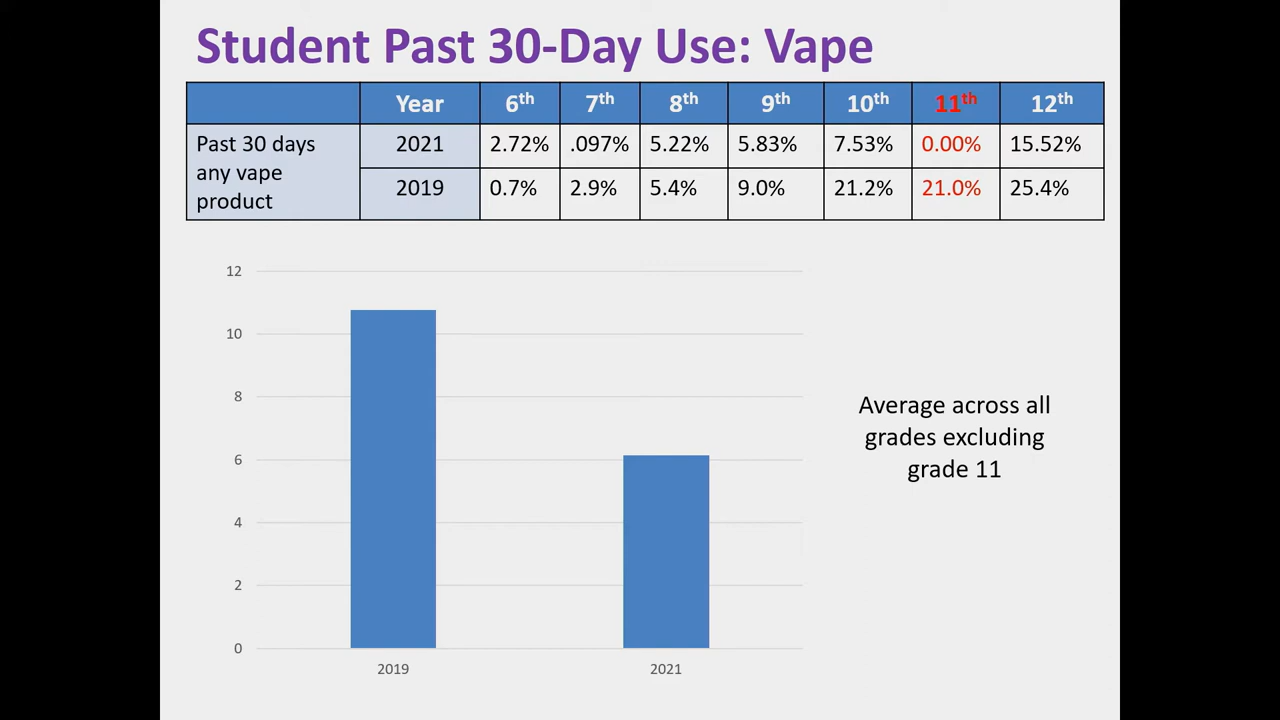 Student Past 30-Day Use: Vape
Year 6th 7th 8th 9th 10th 11th 12th
Past 30 days any vape product
2021 2.72% .097% 5.22% 5.83% 7.53% 0.00% 15.52%
2019 0.7% 2.9% 5.4% 9.0% 21.2% 21.0% 25.4%
12
10
8
6
4
2
0
2019 2021
Average across all
grades excluding
grade 11